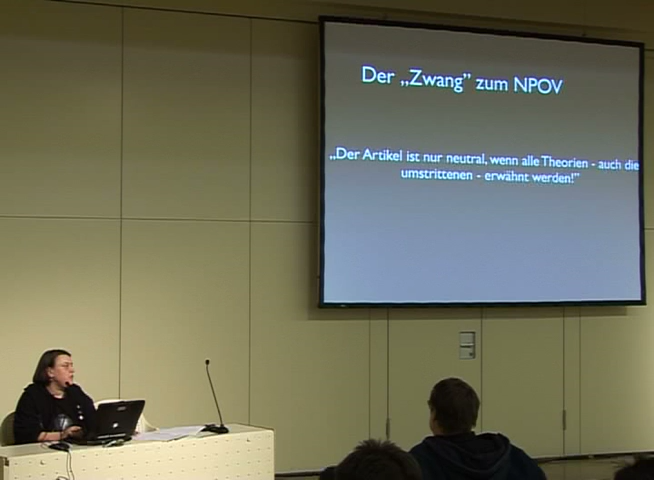 Der „Zwang” zum NPOV
„Der Artikel ist nur neutral, wenn alle Theorien - auch die
umstrittenen - erwähnt werden!”